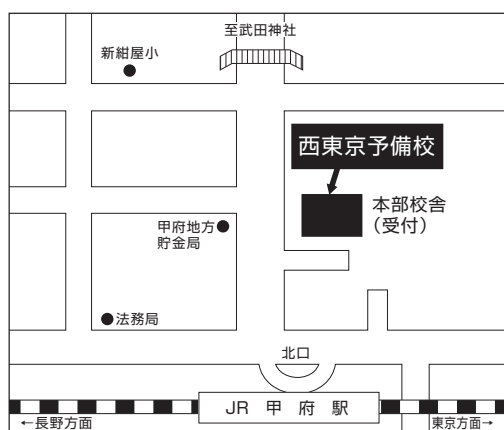 至武田神社
新紺屋小
西東京予備校
本部校舎
(受付)
甲府地方
貯金局
法務局
北口
JR 甲 府 駅
←長野方面
東京方面→